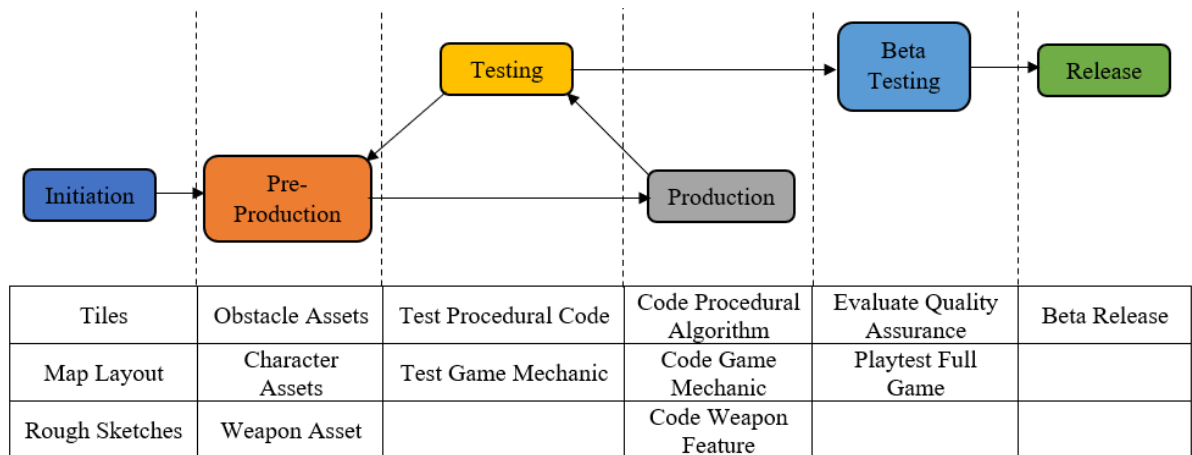 Testing
Beta
Testing
Release
Initiation
Pre-
Production
Production
Tiles
Obstacle Assets
Test Procedural Code
Code Procedural
Algorithm
Evaluate Quality
Assurance
Beta Release
Map Layout
Character
Assets
Test Game Mechanic
Code Game
Mechanic
Playtest Full
Game
Rough Sketches
Weapon Asset
Code Weapon
Feature